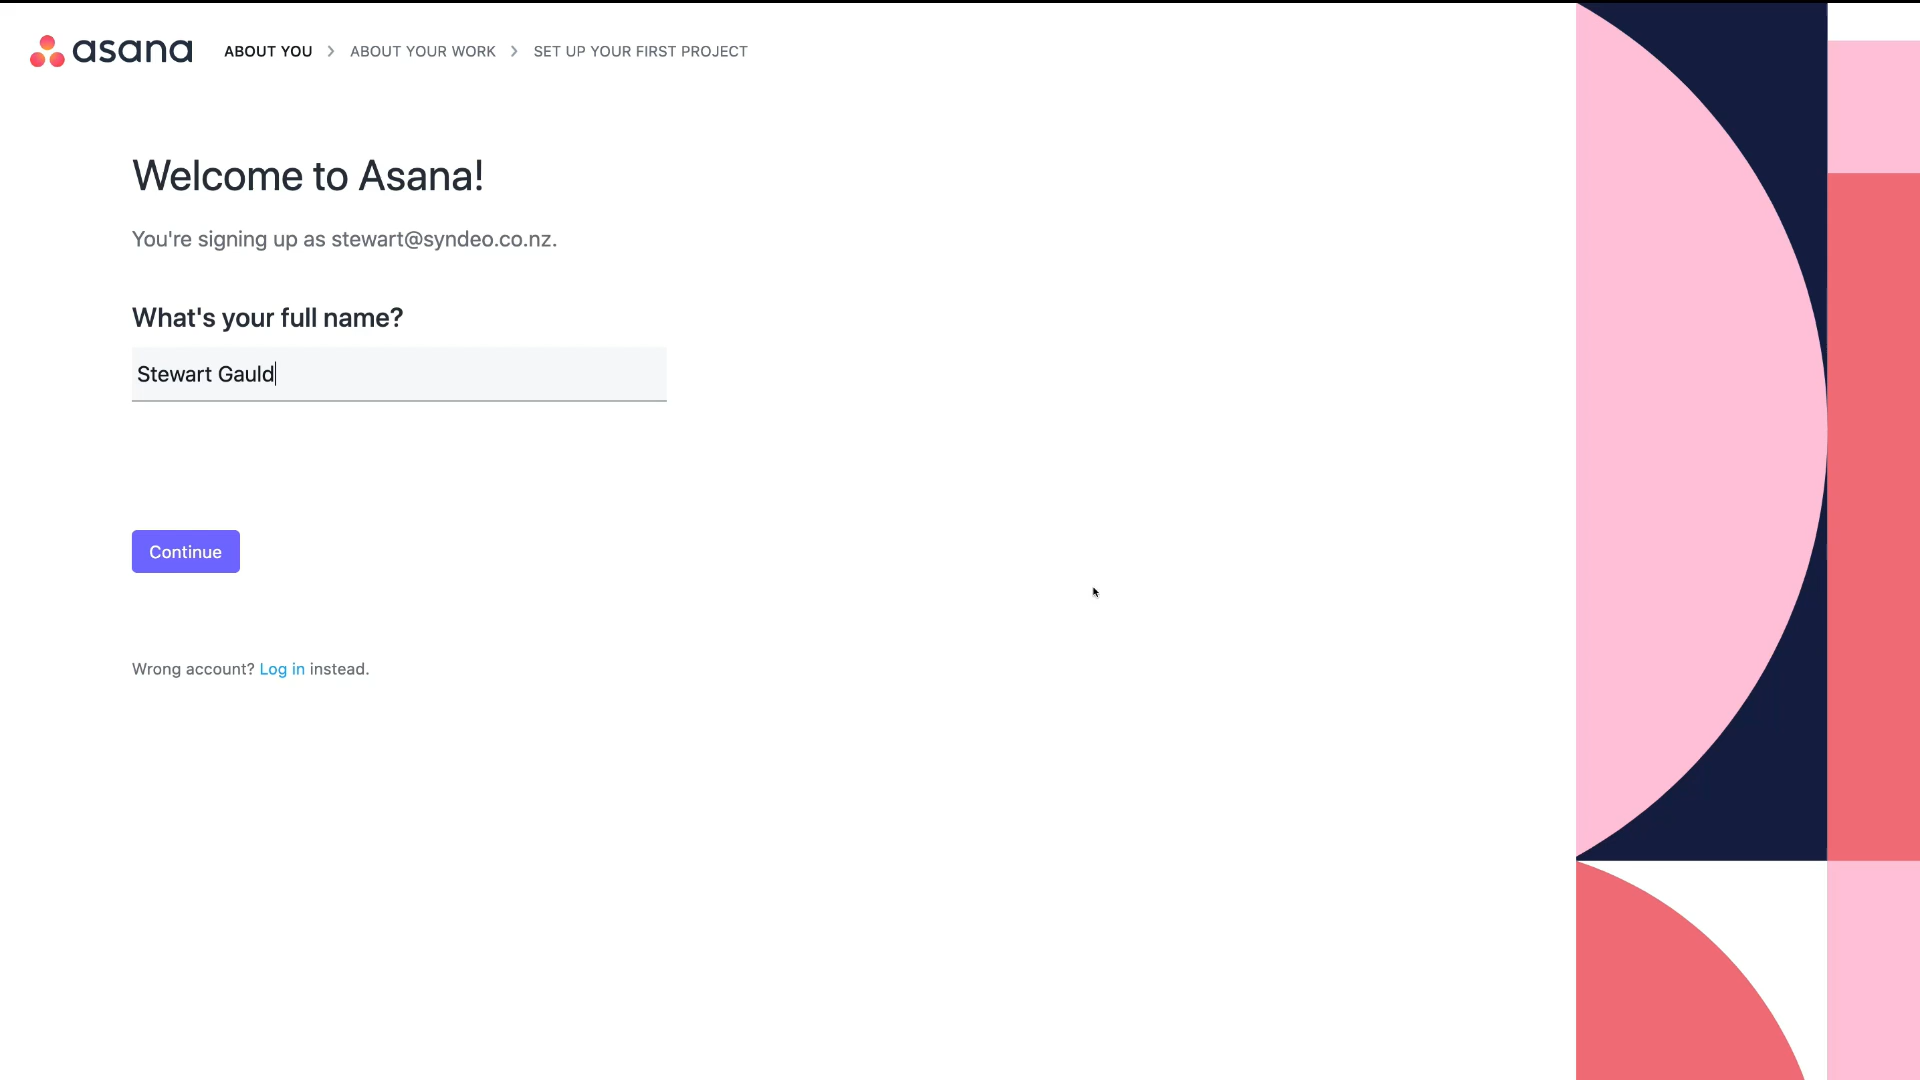 asana ABOUT YOU > ABOUT YOUR WORK > SET UP YOUR FIRST PROJECT
Welcome to Asana!
You're signing up as stewart@syndeo.co.nz.
What's your full name?
Stewart Gauld
Continue
Wrong account? Log in instead.